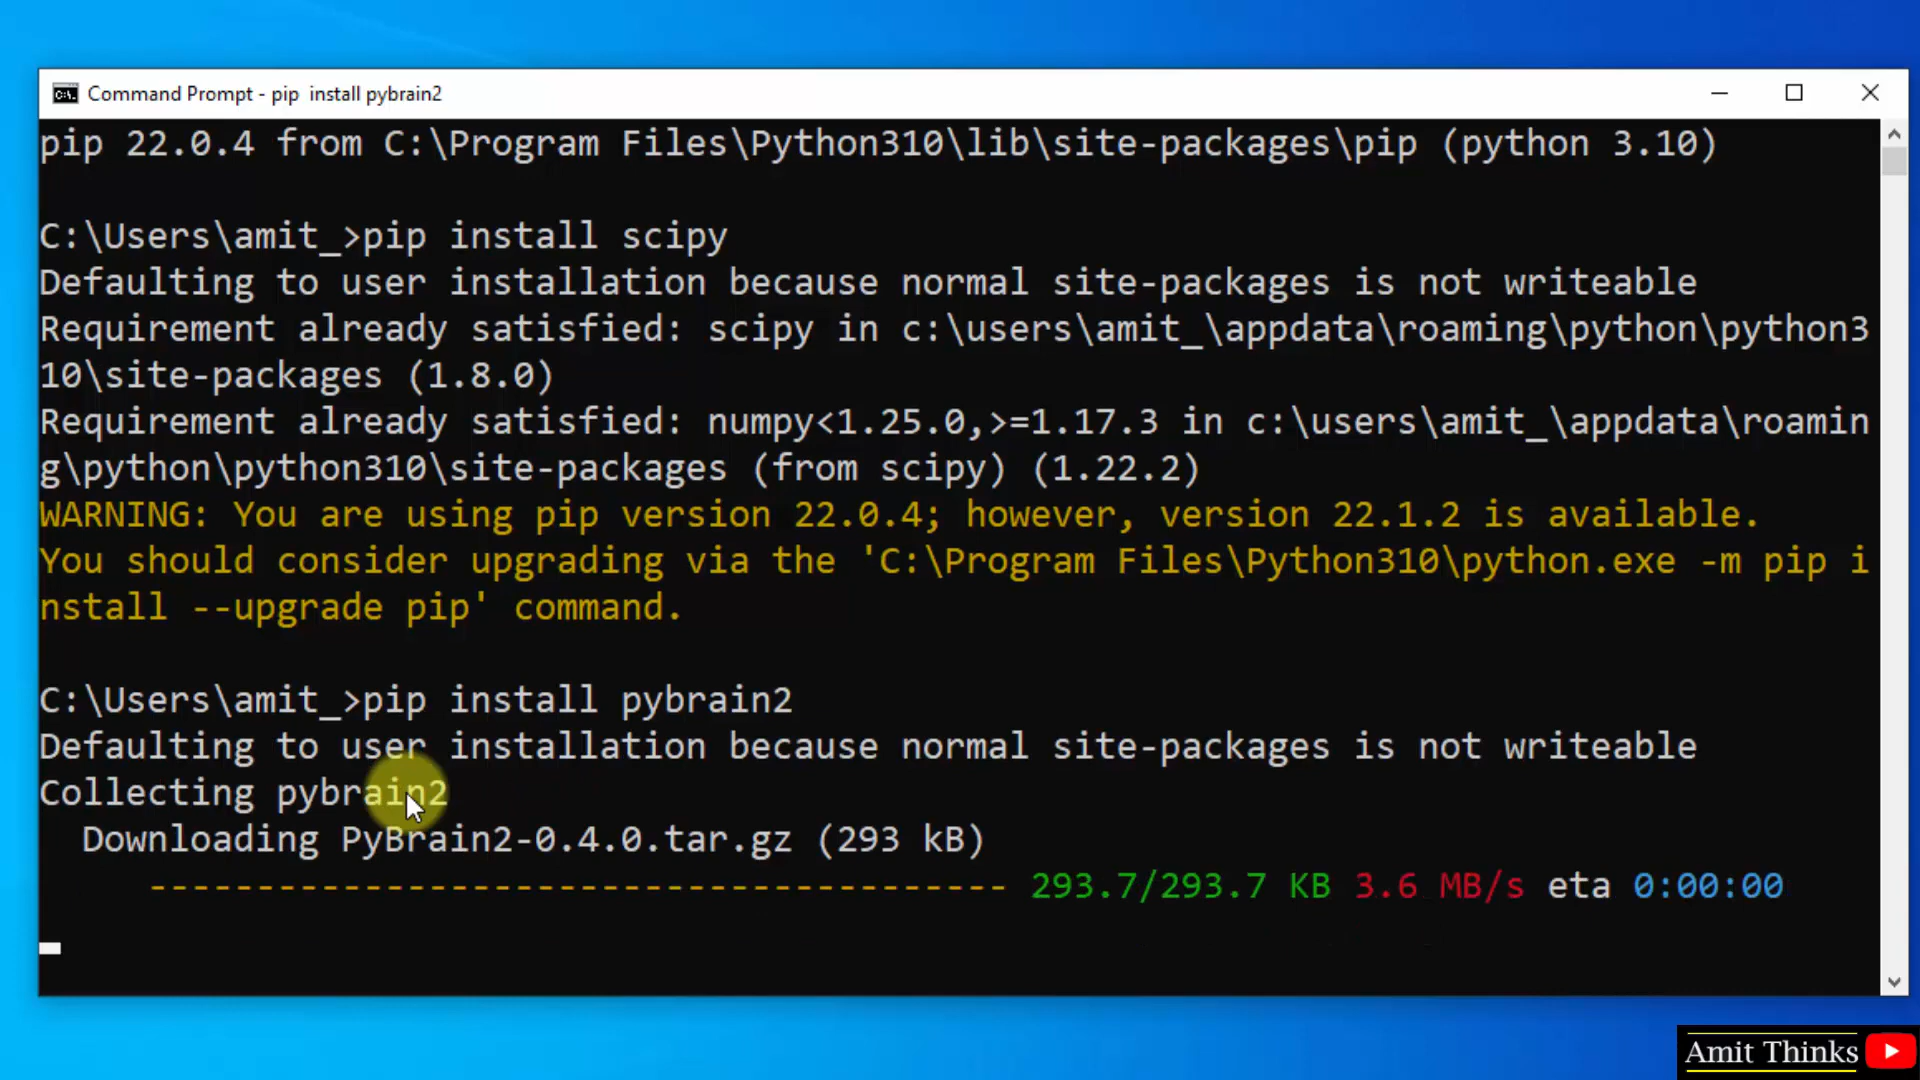 Command Prompt - pip  install pybrain2
pip 22.0.4 from C:\Program Files\Python310\lib\site-packages\pip (python 3.10)
C:\Users\amit_>pip install scipy
Defaulting to user installation because normal site-packages is not writeable
Requirement already satisfied: scipy in c:\users\amit_\appdata\roaming\python\python3
10\site-packages (1.8.0)
Requirement already satisfied: numpy<1.25.0,>=1.17.3 in c:\users\amit_\appdata\roamin
g\python\python310\site-packages (from scipy) (1.22.2)
WARNING: You are using pip version 22.0.4; however, version 22.1.2 is available.
You should consider upgrading via the 'C:\Program Files\Python310\python.exe -m pip i
nstall --upgrade pip' command.
C:\Users\amit_>pip install pybrain2
Defaulting to user installation because normal site-packages is not writeable
Collecting pybrain2
Downloading PyBrain2-0.4.0.tar.gz (293 kB)
---------------------------------------- 293.7/293.7 KB 3.6 MB/s eta 0:00:00
Amit Thinks